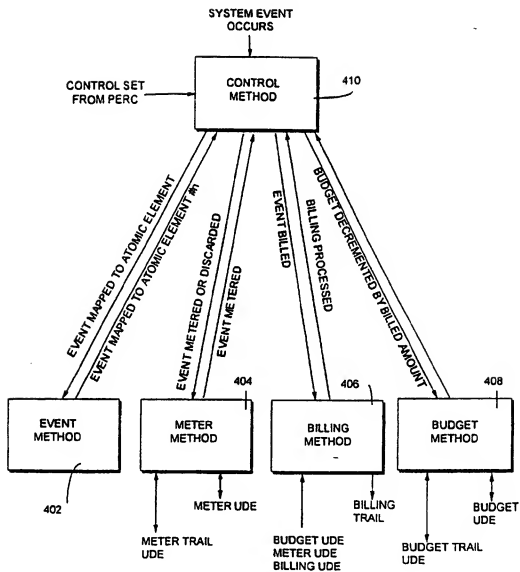 SYSTEM EVENT
OCCURS
CONTROL SET
FROM PERC
CONTROL
METHOD
410
EVENT MAPPED TO ATOMIC ELEMENT
EVENT MAPPED TO ATOMIC ELEMENT #n
EVENT METERED OR DISCARDED
EVENT METERED
EVENT BILLED
BILLING PROCESSED
BUDGET DECREMENTED BY BILLED AMOUNT
EVENT
METHOD
402
METER
METHOD
404
BILLING
METHOD
406
BUDGET
METHOD
408
METER UDE
METER TRAIL
UDE
BUDGET UDE
METER UDE
BILLING UDE
BILLING
TRAIL
BUDGET TRAIL
UDE
BUDGET
UDE